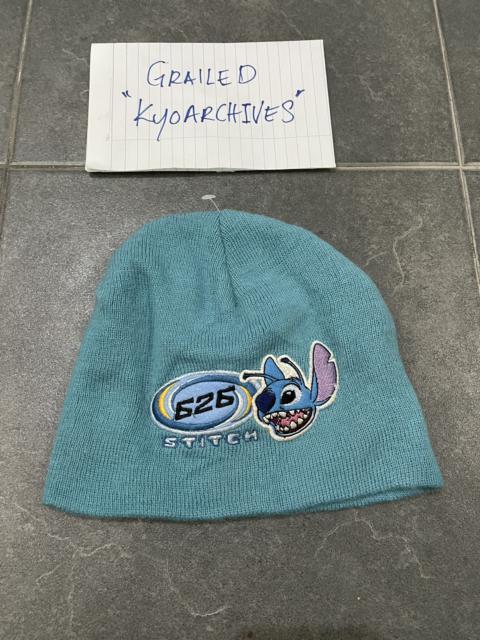 GRAILED
"KYOARCHIVES"
626
STITCH